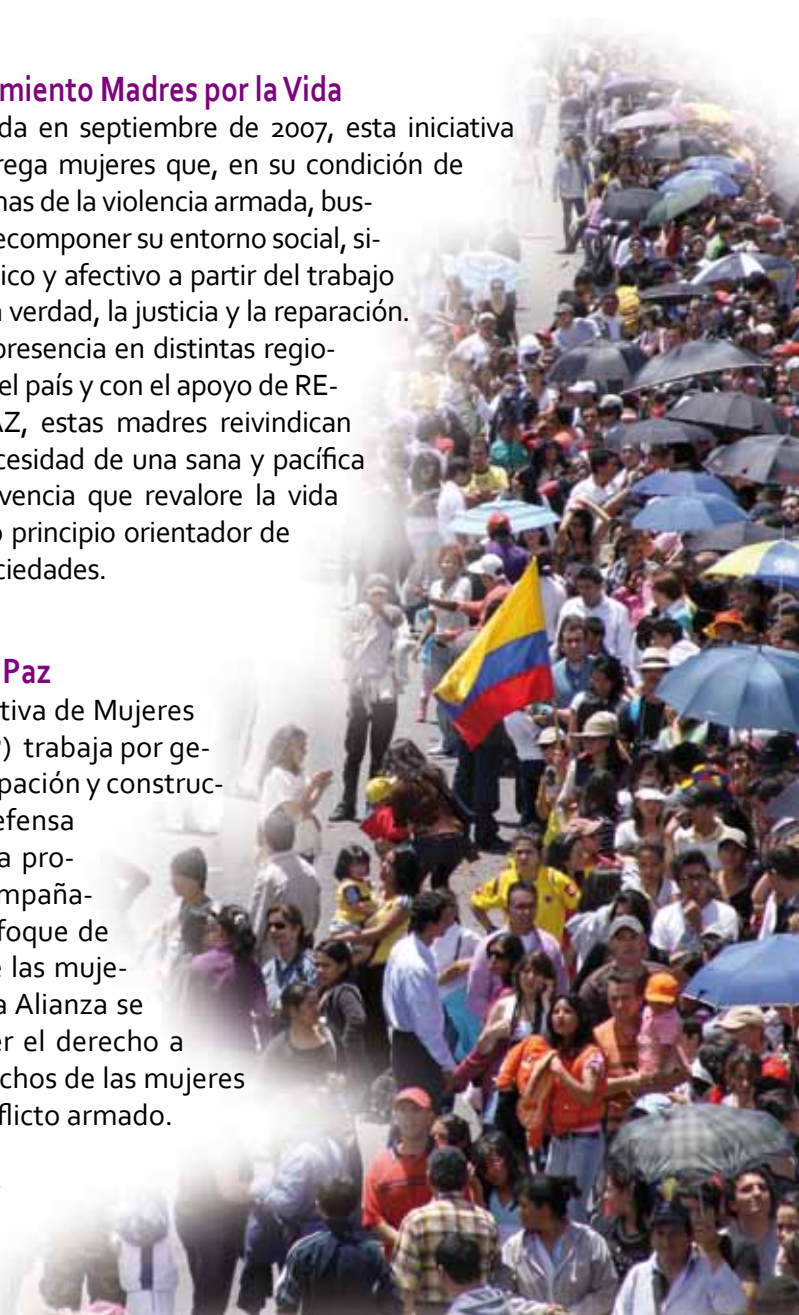 miento Madres por la Vida
da en septiembre de 2007, esta iniciativa
rega mujeres que, en su condición de
nas de la violencia armada, bus-
ecomponer su entorno social, si-
ico y afectivo a partir del trabajo
a verdad, la justicia y la reparación.
presencia en distintas regio-
el país y con el apoyo de RE-
AZ, estas madres reivindican
cesidad de una sana y pacífica
vencia que revalore la vida
o principio orientador de
ciedades.
Paz
tiva de Mujeres
) trabaja por ge-
pación y construc-
efensa
a pro-
mpaña-
foque de
e las muje-
a Alianza se
er el derecho a
chos de las mujeres
flicto armado.